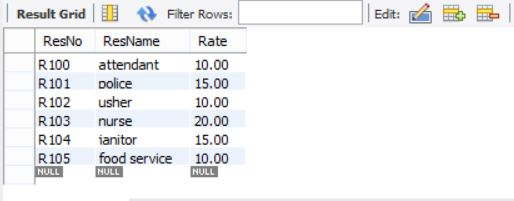 Result Grid Filter Rows: Edit:
ResNo ResName Rate
R100 attendant 10.00
R101 police 15.00
R102 usher 10.00
R103 nurse 20.00
R104 janitor 15.00
R105 food service 10.00
NULL NULL NULL